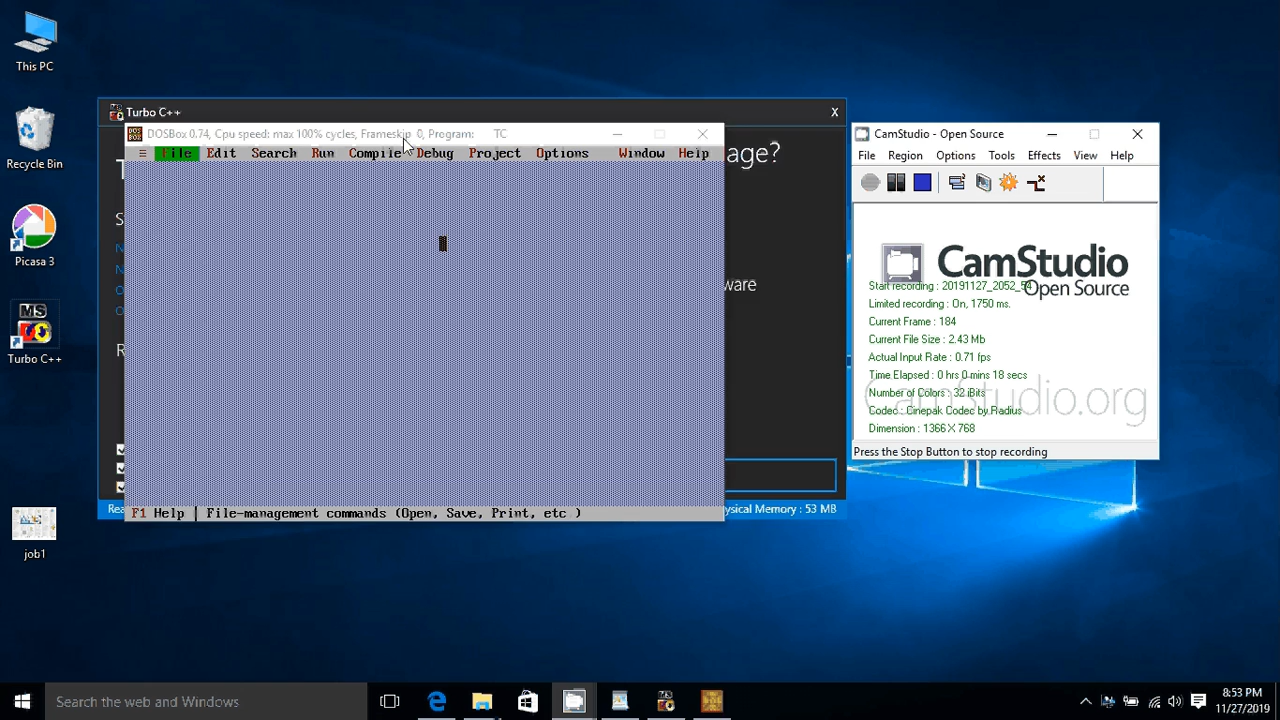 This PC
Recycle Bin
Picasa 3
MS
Turbo C++
job1
Turbo C++
X
age?
ware
DOS BOX
DOSBox 0.74, Cpu speed: max 100% cycles, Frameskip 0, Program: TC
File Edit Search Run Compile Debug Project Options Window Help
F1 Help | File-management commands (Open, Save, Print, etc )
Rea
ysical Memory : 53 MB
CamStudio - Open Source
File Region Options Tools Effects View Help
CamStudio
Open Source
Start recording : 20191127_2052_54
Limited recording : On, 1750 ms.
Current Frame : 184
Current File Size : 2.43 Mb
Actual Input Rate : 0.71 fps
Time Elapsed : 0 hrs 0 mins 18 secs
Number of Colors : 32 iBits
Codec : Cinepak Codec by Radius
Dimension : 1366 X 768
CamStudio.org
Press the Stop Button to stop recording
Search the web and Windows
8:53 PM
11/27/2019